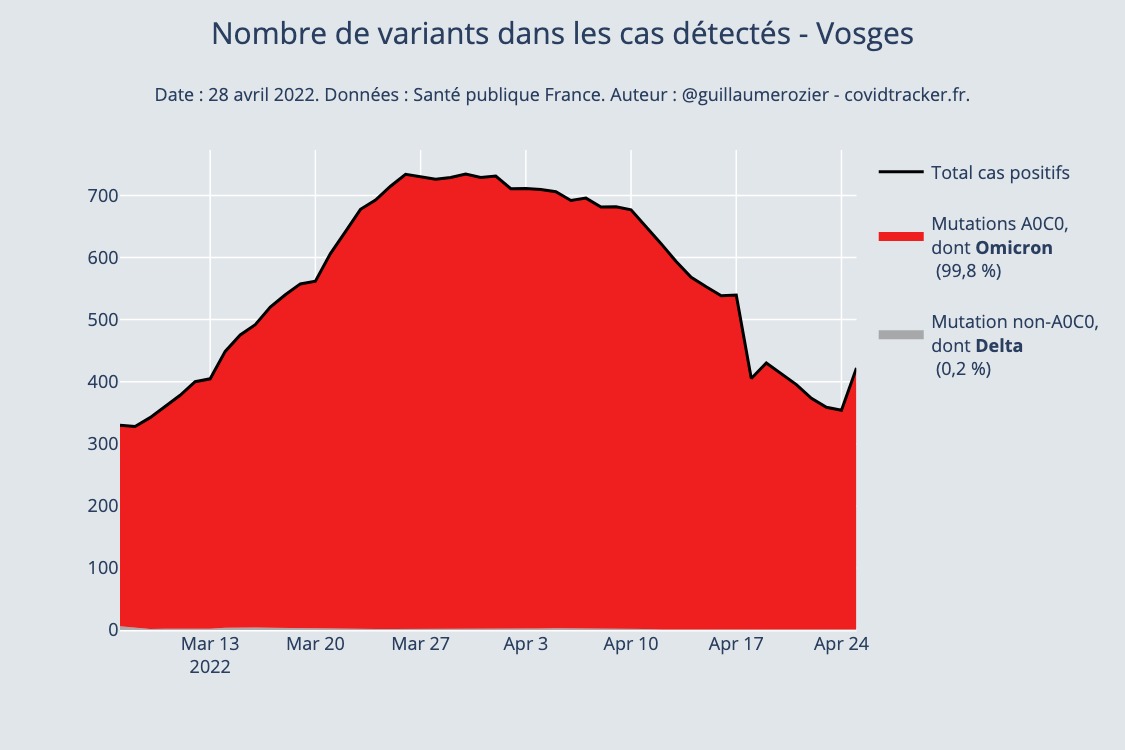 Nombre de variants dans les cas détectés - Vosges
Date : 28 avril 2022. Données : Santé publique France. Auteur : @guillaumerozier - covidtracker.fr.
700
600
500
400
300
200
100
0
Mar 13
2022
Mar 20
Mar 27
Apr 3
Apr 10
Apr 17
Apr 24
Total cas positifs
Mutations A0C0,
dont Omicron
(99,8 %)
Mutation non-A0C0,
dont Delta
(0,2 %)